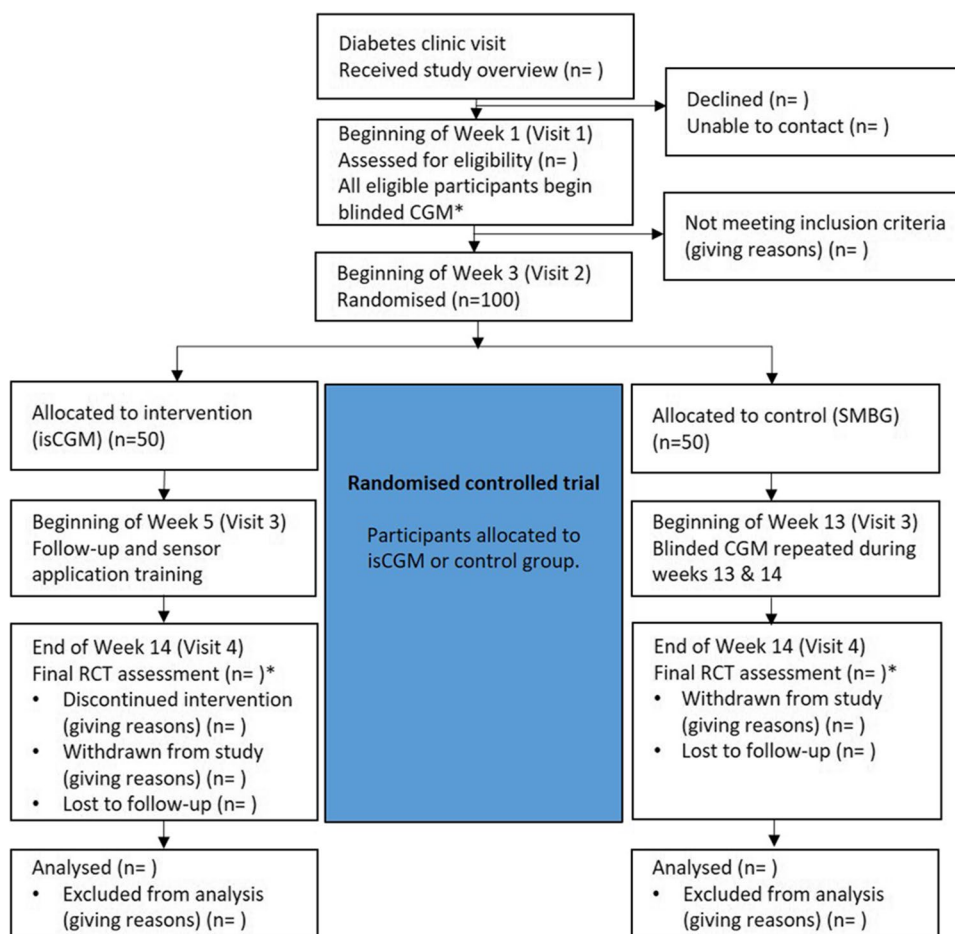 Diabetes clinic visit
Received study overview (n= )
Declined (n= )
Unable to contact (n= )
Beginning of Week 1 (Visit 1)
Assessed for eligibility (n= )
All eligible participants begin
blinded CGM*
Not meeting inclusion criteria
(giving reasons) (n= )
Beginning of Week 3 (Visit 2)
Randomised (n=100)
Allocated to intervention
(isCGM) (n=50)
Randomised controlled trial
Participants allocated to
isCGM or control group.
Allocated to control (SMBG)
(n=50)
Beginning of Week 5 (Visit 3)
Follow-up and sensor
application training
Beginning of Week 13 (Visit 3)
Blinded CGM repeated during
weeks 13 & 14
End of Week 14 (Visit 4)
Final RCT assessment (n= )*
• Discontinued intervention
(giving reasons) (n= )
• Withdrawn from study
(giving reasons) (n= )
• Lost to follow-up (n= )
End of Week 14 (Visit 4)
Final RCT assessment (n= )*
• Withdrawn from study
(giving reasons) (n= )
• Lost to follow-up (n= )
Analysed (n= )
• Excluded from analysis
(giving reasons) (n= )
Analysed (n= )
• Excluded from analysis
(giving reasons) (n= )